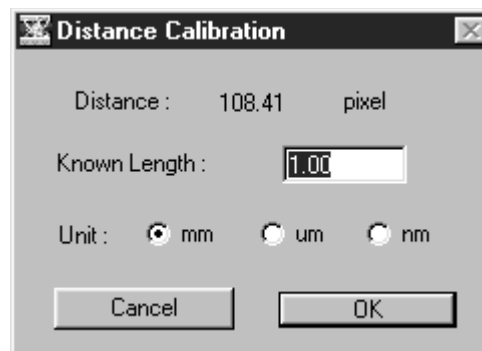 Distance Calibration
Distance : 108.41 pixel
Known Length : 1.00
Unit : mm um nm
Cancel OK